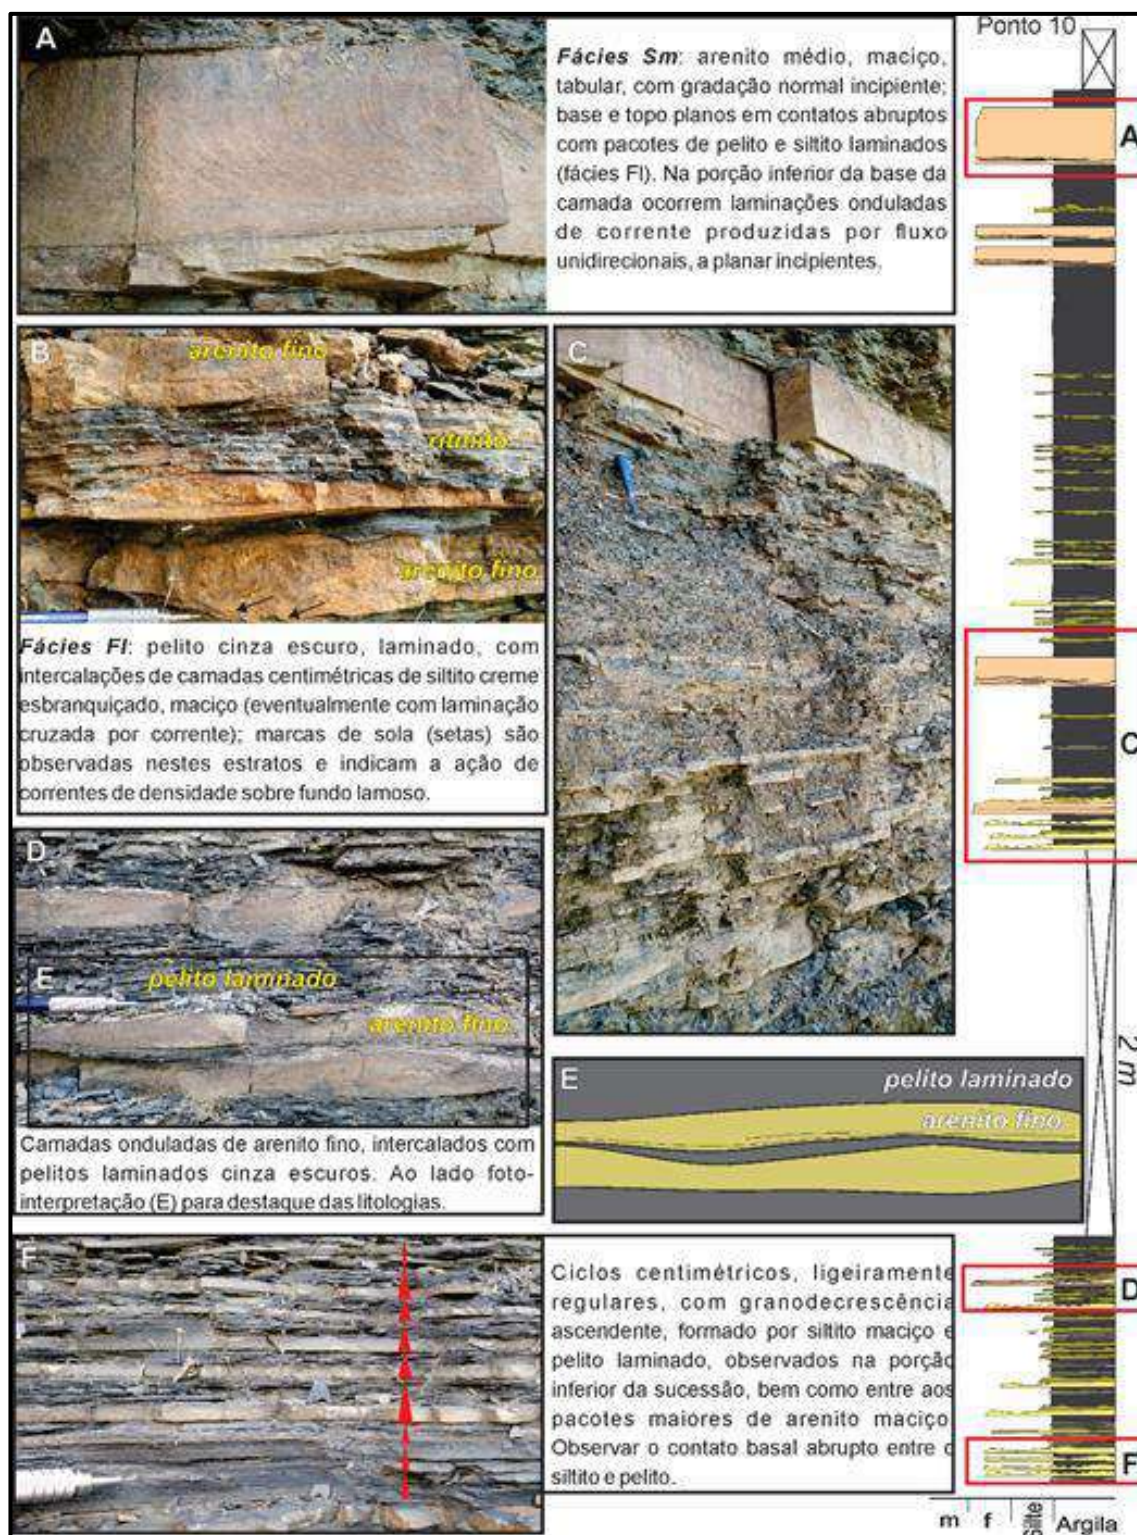 A
Fácies Sm: arenito médio, maciço,
tabular, com gradação normal incipiente;
base e topo planos em contatos abruptos
com pacotes de pelito e siltito laminados
(fácies Fl). Na porção inferior da base da
camada ocorrem laminações onduladas
de corrente produzidas por fluxo
unidirecionais, a planar incipientes.
Ponto 10
A
B
arenito fino
ritmito
arenito fino
Fácies Fl: pelito cinza escuro, laminado, com
intercalações de camadas centimétricas de siltito creme
esbranquiçado, maciço (eventualmente com laminação
cruzada por corrente); marcas de sola (setas) são
observadas nestes estratos e indicam a ação de
correntes de densidade sobre fundo lamoso.
C
C
D
E
pelito laminado
arenito fino
Camadas onduladas de arenito fino, intercalados com
pelitos laminados cinza escuros. Ao lado foto-
interpretação (E) para destaque das litologias.
E
pelito laminado
arenito fino
2m
F
Ciclos centimétricos, ligeiramente
regulares, com granodecrescência
ascendente, formado por siltito maciço e
pelito laminado, observados na porção
inferior da sucessão, bem como entre aos
pacotes maiores de arenito maciço
Observar o contato basal abrupto entre o
siltito e pelito.
D
F
m f Silte Argila